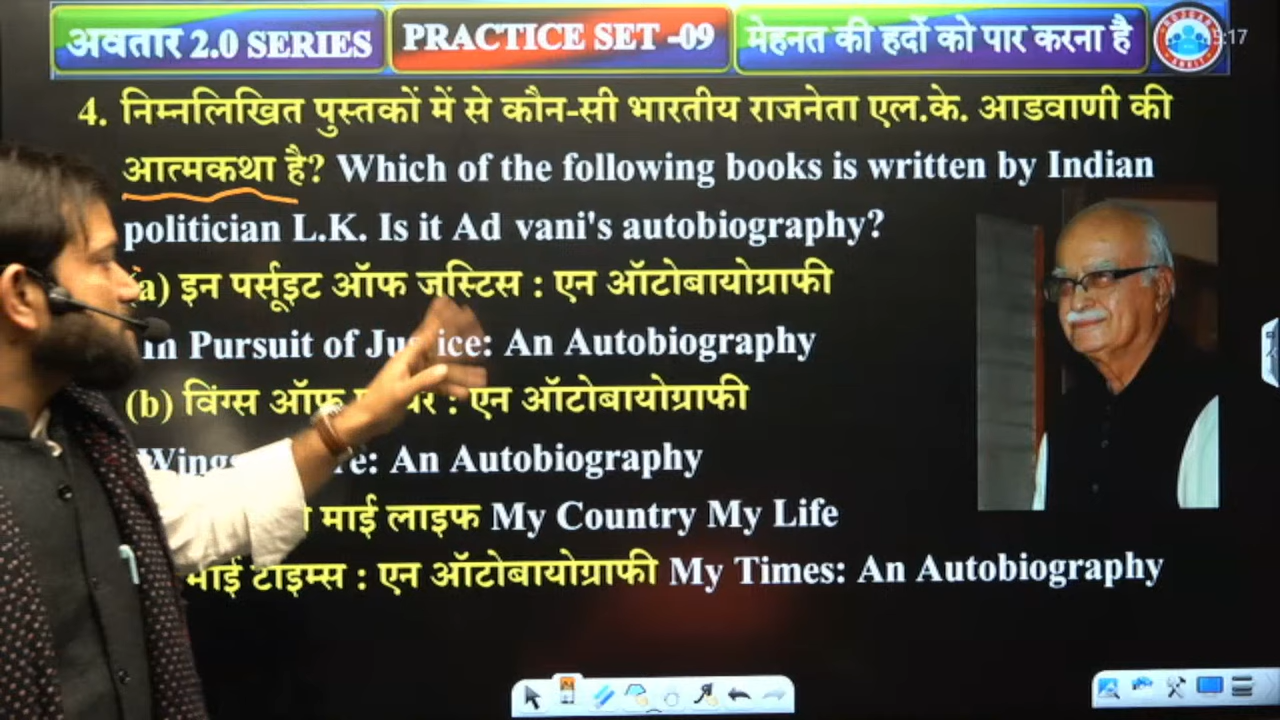 अवतार 2.0 SERIES
PRACTICE SET -09
मेहनत की हदों को पार करना है
:17
4. निम्नलिखित पुस्तकों में से कौन-सी भारतीय राजनेता एल.के. आडवाणी की
आत्मकथा है? Which of the following books is written by Indian
politician L.K. Is it Ad vani's autobiography?
a) इन पर्सूइट ऑफ जस्टिस : एन ऑटोबायोग्राफी
In Pursuit of Justice: An Autobiography
(b) विंग्स ऑफ : एन ऑटोबायोग्राफी
Wings re: An Autobiography
माई लाइफ My Country My Life
माई टाइम्स : एन ऑटोबायोग्राफी My Times: An Autobiography